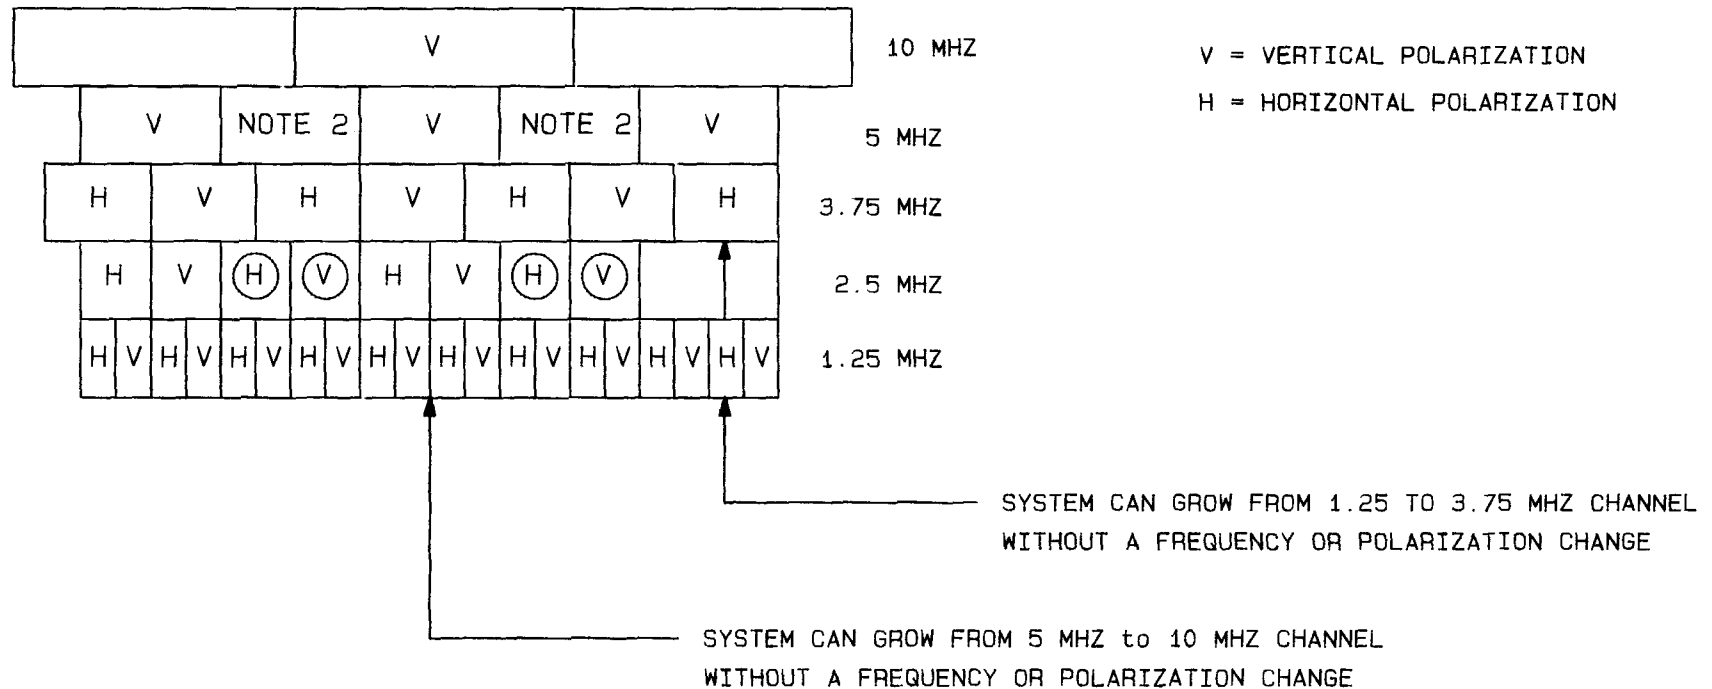 V 10 MHZ
V = VERTICAL POLARIZATION
H = HORIZONTAL POLARIZATION
V NOTE 2 V NOTE 2 V 5 MHZ
H V H V H V H 3.75 MHZ
H V H V H V H V 2.5 MHZ
H V H V H V H V H V H V H V H V H V H V 1.25 MHZ
SYSTEM CAN GROW FROM 1.25 TO 3.75 MHZ CHANNEL
WITHOUT A FREQUENCY OR POLARIZATION CHANGE
SYSTEM CAN GROW FROM 5 MHZ to 10 MHZ CHANNEL
WITHOUT A FREQUENCY OR POLARIZATION CHANGE